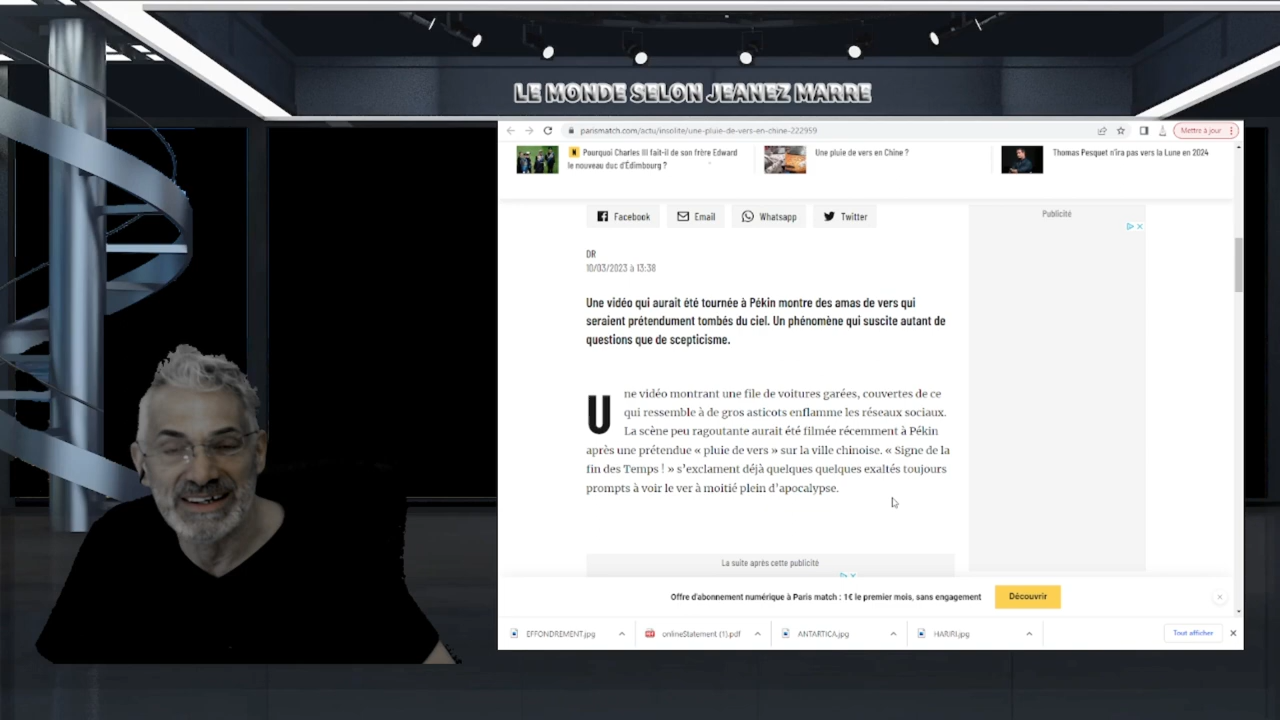 LE MONDE SELON JEANEZ MARRE
parismatch.com/actu/insolite/une-pluie-de-vers-en-chine-222959
Mettre à jour
Pourquoi Charles III fait-il de son frère Edward
le nouveau duc d'Édimbourg ?
Une pluie de vers en Chine ?
Thomas Pesquet n'ira pas vers la Lune en 2024
Facebook
Email
Whatsapp
Twitter
Publicité
DR
10/03/2023 à 13:38
Une vidéo qui aurait été tournée à Pékin montre des amas de vers qui
seraient prétendument tombés du ciel. Un phénomène qui suscite autant de
questions que de scepticisme.
Une vidéo montrant une file de voitures garées, couvertes de ce
qui ressemble à de gros asticots enflamme les réseaux sociaux.
La scène peu ragoutante aurait été filmée récemment à Pékin
après une prétendue « pluie de vers » sur la ville chinoise. « Signe de la
fin des Temps ! » s'exclament déjà quelques quelques exaltés toujours
prompts à voir le ver à moitié plein d'apocalypse.
La suite après cette publicité
Offre d'abonnement numérique à Paris match : 1€ le premier mois, sans engagement
Découvrir
EFFONDREMENT.jpg
onlineStatement (1).pdf
ANTARTICA.jpg
HARIRI.jpg
Tout afficher